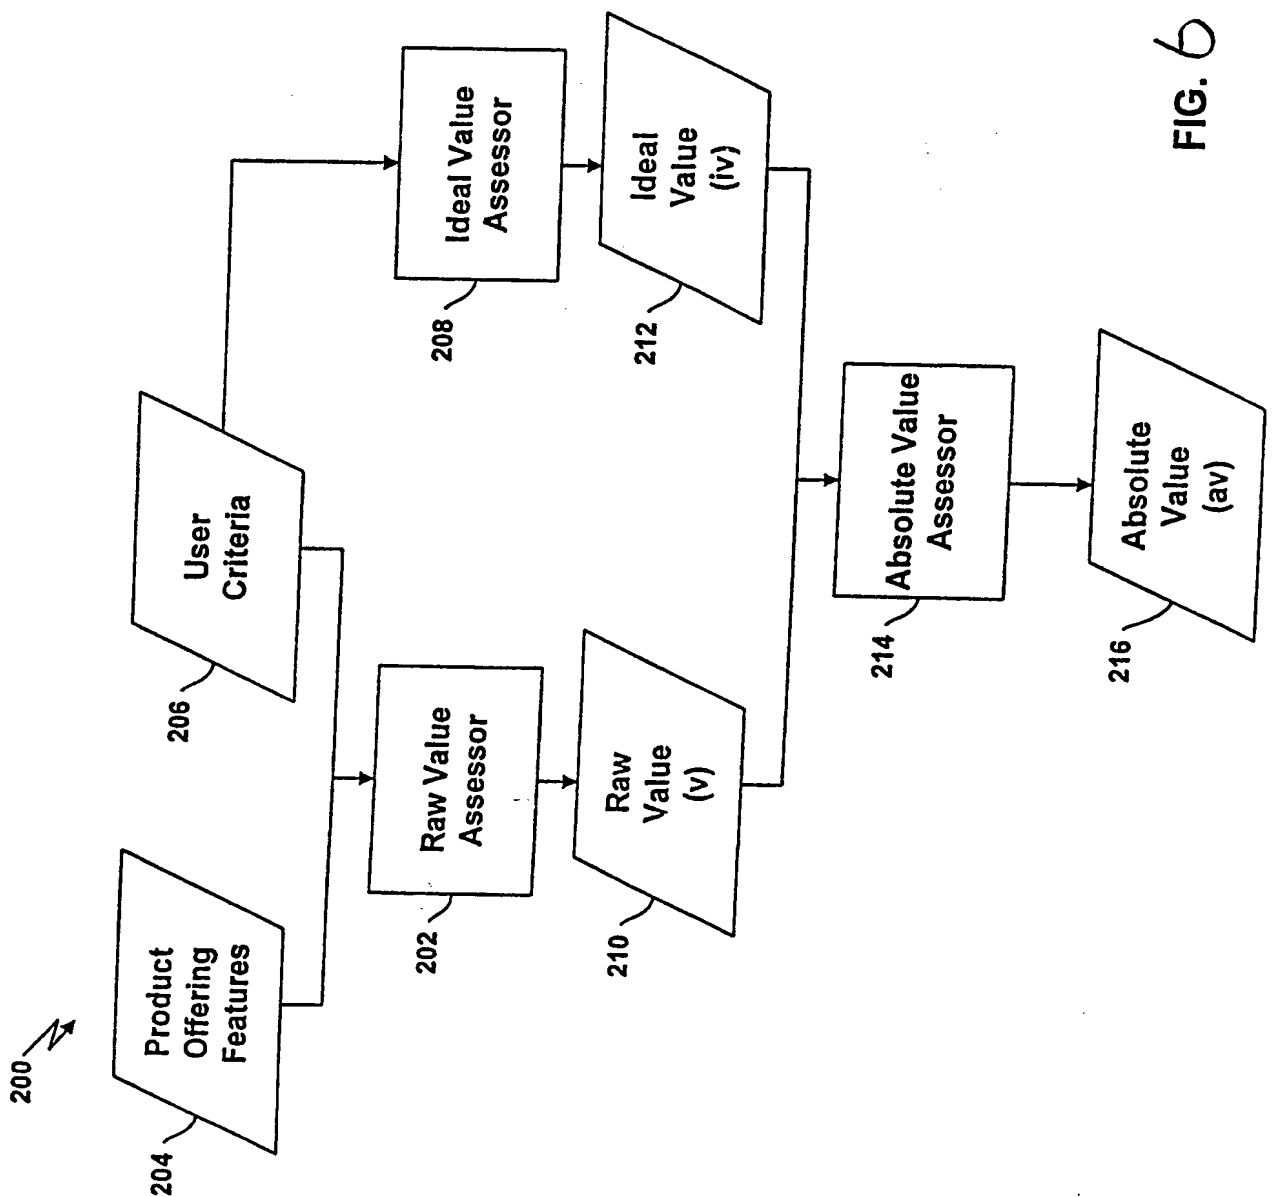 200
204
Product
Offering
Features
206
User
Criteria
202
Raw Value
Assessor
208
Ideal Value
Assessor
210
Raw
Value
(v)
212
Ideal
Value
(iv)
214
Absolute Value
Assessor
216
Absolute
Value
(av)
FIG. 6